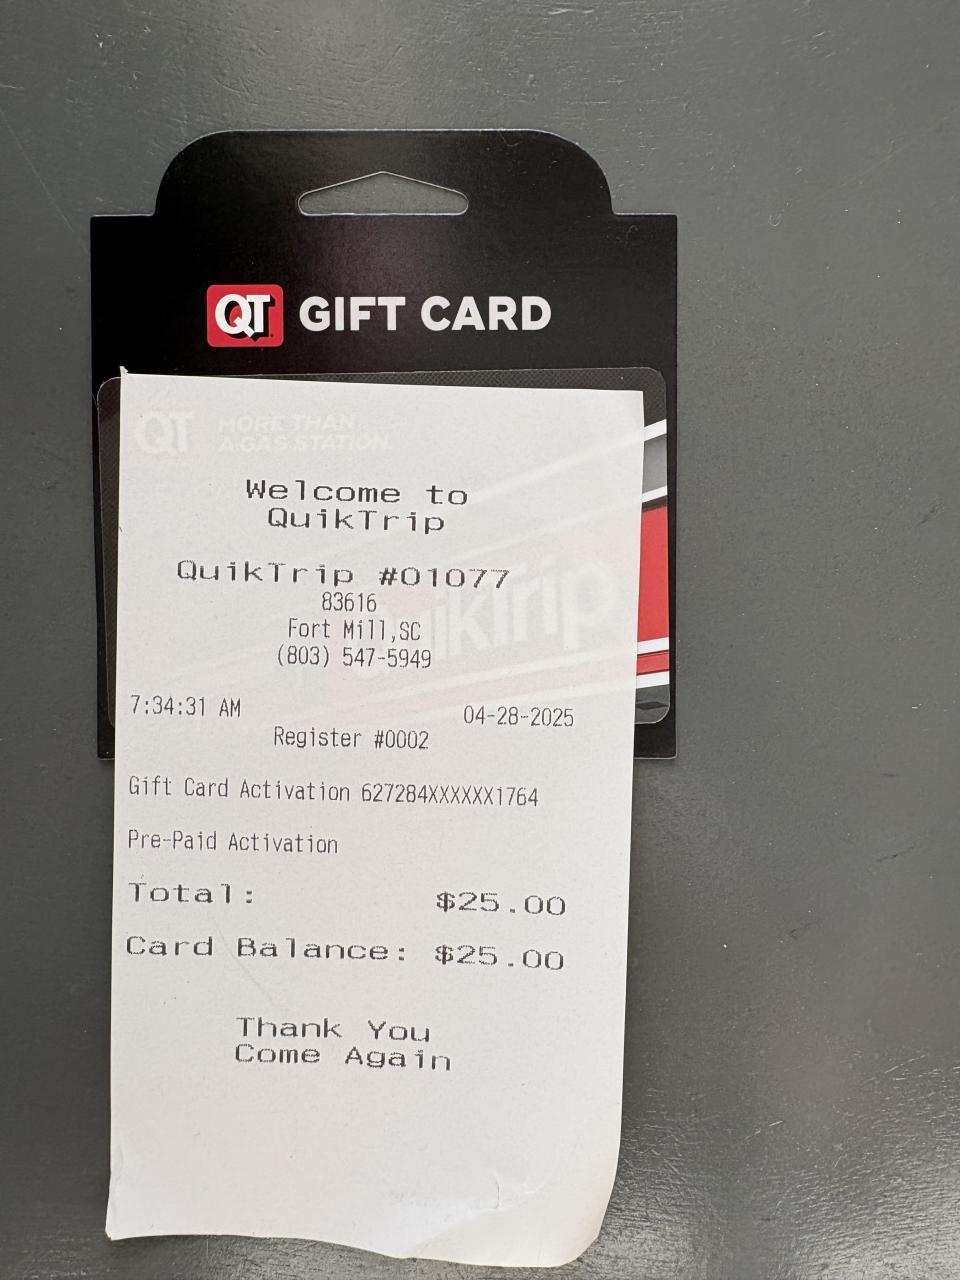 QT GIFT CARD
QT MORE THAN
A GAS STATION
Welcome to
QuikTrip
QuikTrip #01077
83616
Fort Mill,SC
(803) 547-5949
QuikTrip
7:34:31 AM 04-28-2025
Register #0002
Gift Card Activation 627284XXXXXX1764
Pre-Paid Activation
Total: $25.00
Card Balance: $25.00
Thank You
Come Again